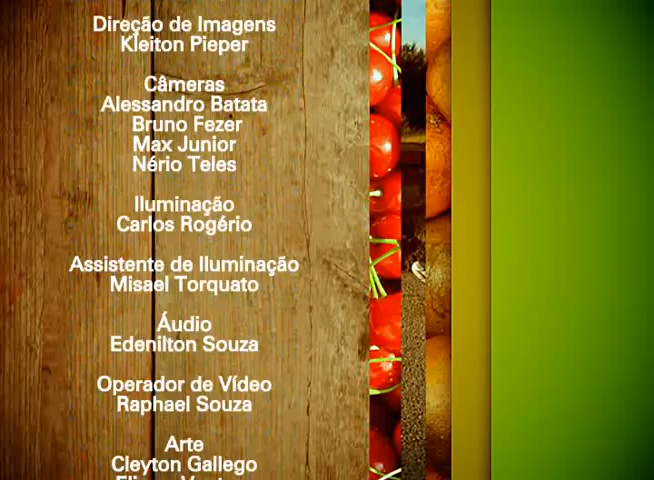 Direção de Imagens
Kleiton Pieper
Câmeras
Alessandro Batata
Bruno Fezer
Max Junior
Nério Teles
Iluminação
Carlos Rogério
Assistente de Iluminação
Misael Torquato
Áudio
Edenilton Souza
Operador de Vídeo
Raphael Souza
Arte
Cleyton Gallego